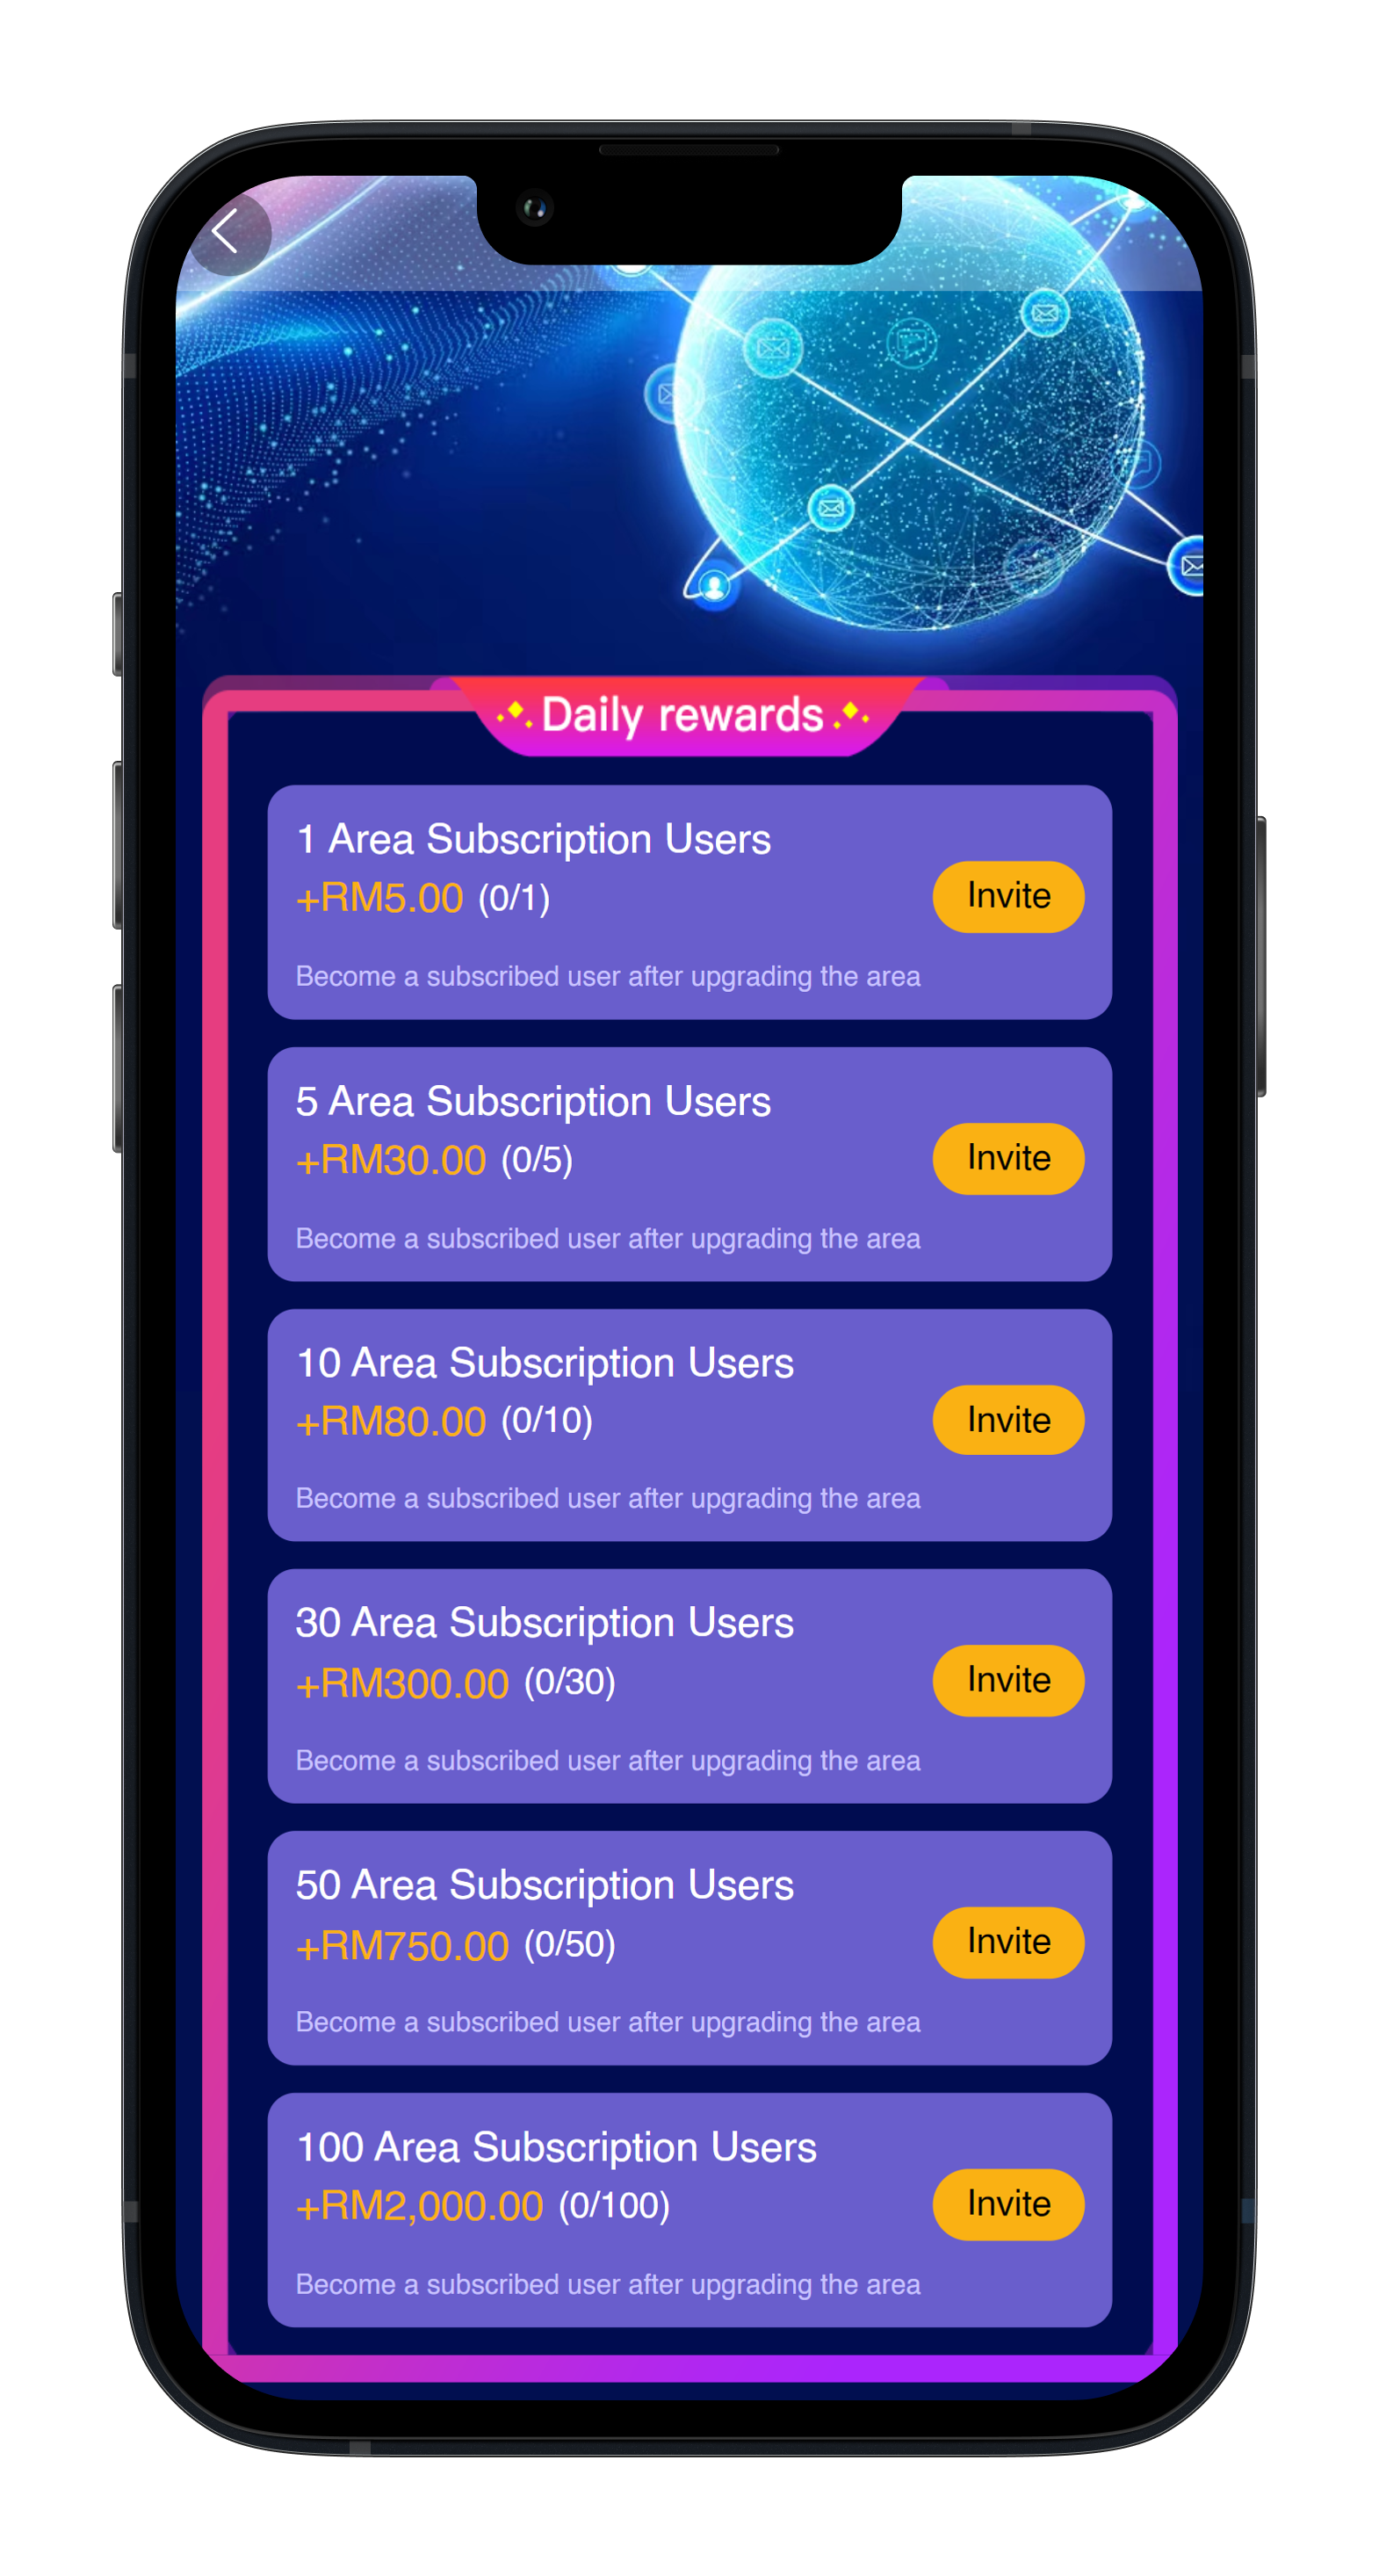 Daily rewards
1 Area Subscription Users
+RM5.00 (0/1)
Invite
Become a subscribed user after upgrading the area
5 Area Subscription Users
+RM30.00 (0/5)
Invite
Become a subscribed user after upgrading the area
10 Area Subscription Users
+RM80.00 (0/10)
Invite
Become a subscribed user after upgrading the area
30 Area Subscription Users
+RM300.00 (0/30)
Invite
Become a subscribed user after upgrading the area
50 Area Subscription Users
+RM750.00 (0/50)
Invite
Become a subscribed user after upgrading the area
100 Area Subscription Users
+RM2,000.00 (0/100)
Invite
Become a subscribed user after upgrading the area